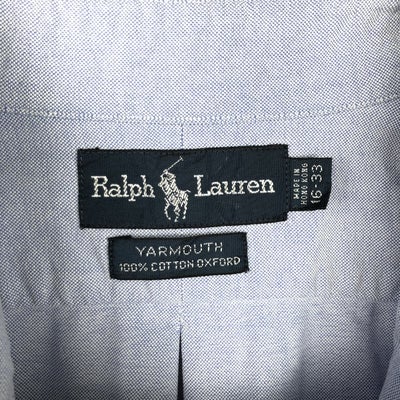 Ralph Lauren
MADE IN
HONG KONG
16-33
YARMOUTH
100% COTTON OXFORD